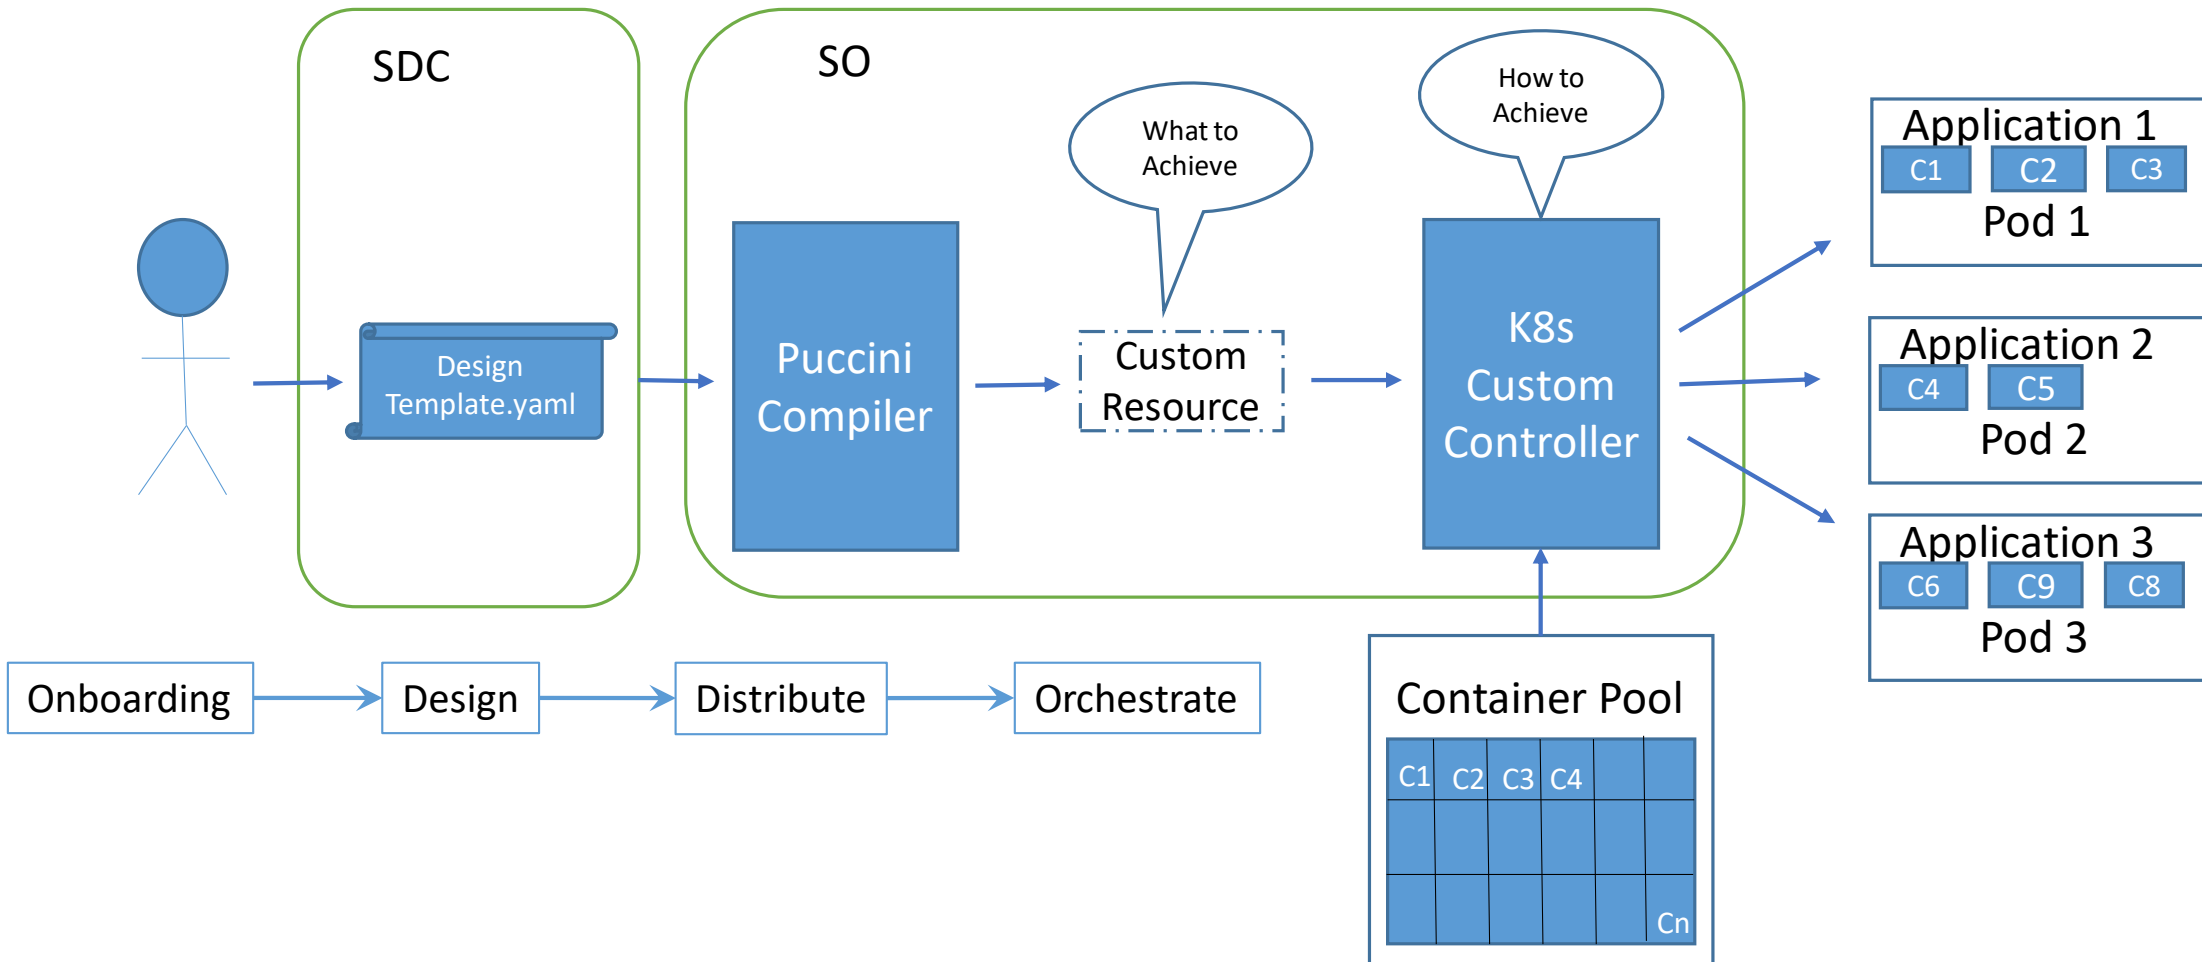 SDC
SO
What to
Achieve
How to
Achieve
Design
Template.yaml
Puccini
Compiler
Custom
Resource
K8s
Custom
Controller
Application 1
C1 C2 C3
Pod 1
Application 2
C4 C5
Pod 2
Application 3
C6 C9 C8
Pod 3
Onboarding
Design
Distribute
Orchestrate
Container Pool
C1 C2 C3 C4
Cn